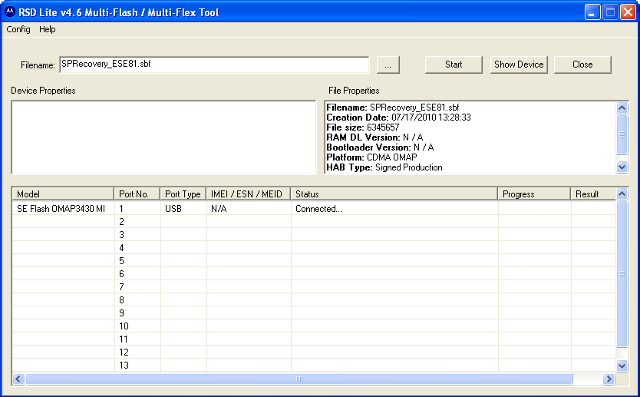 RSD Lite v4.6 Multi-Flash / Multi-Flex Tool
Config Help
Filename: SPRecovery_ESE81.sbf ... Start Show Device Close
Device Properties File Properties
Filename: SPRecovery_ESE81.sbf
Creation Date: 07/17/2010 13:28:33
File size: 6345657
RAM DL Version: N / A
Bootloader Version: N / A
Platform: CDMA OMAP
HAB Type: Signed Production
Model Port No. Port Type IMEI / ESN / MEID Status Progress Result
SE Flash OMAP3430 MI 1 USB N/A Connected...
2
3
4
5
6
7
8
9
10
11
12
13